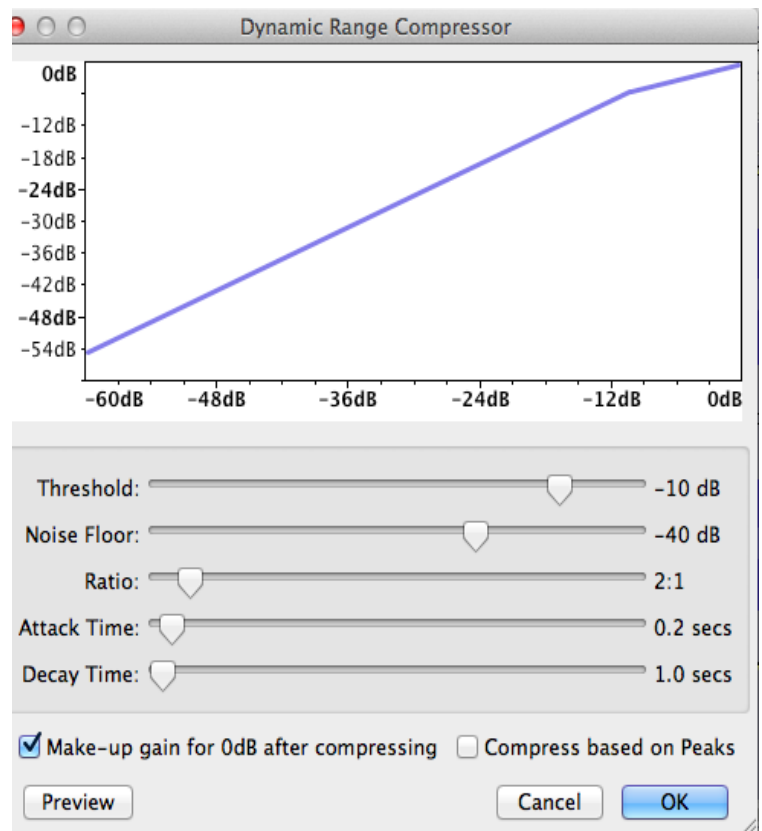 Dynamic Range Compressor
0dB
-12dB
-18dB
-24dB
-30dB
-36dB
-42dB
-48dB
-54dB
-60dB -48dB -36dB -24dB -12dB 0dB
Threshold: -10 dB
Noise Floor: -40 dB
Ratio: 2:1
Attack Time: 0.2 secs
Decay Time: 1.0 secs
Make-up gain for 0dB after compressing Compress based on Peaks
Preview Cancel OK